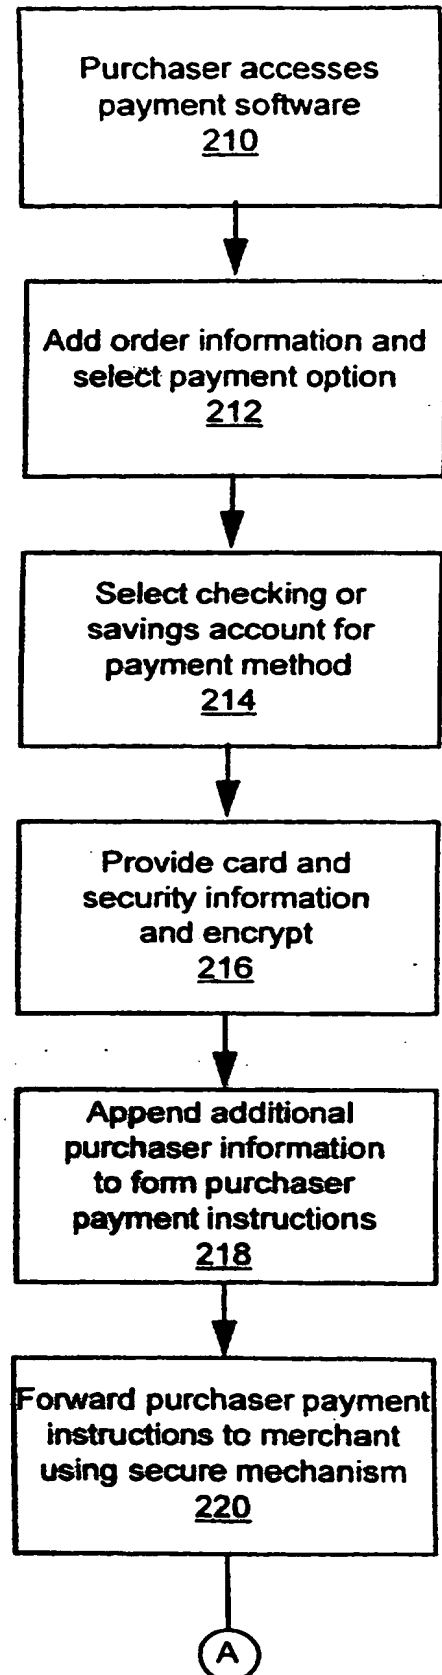 Purchaser accesses
payment software
210
Add order information and
select payment option
212
Select checking or
savings account for
payment method
214
Provide card and
security information
and encrypt
216
Append additional
purchaser information
to form purchaser
payment instructions
218
Forward purchaser payment
instructions to merchant
using secure mechanism
220
A